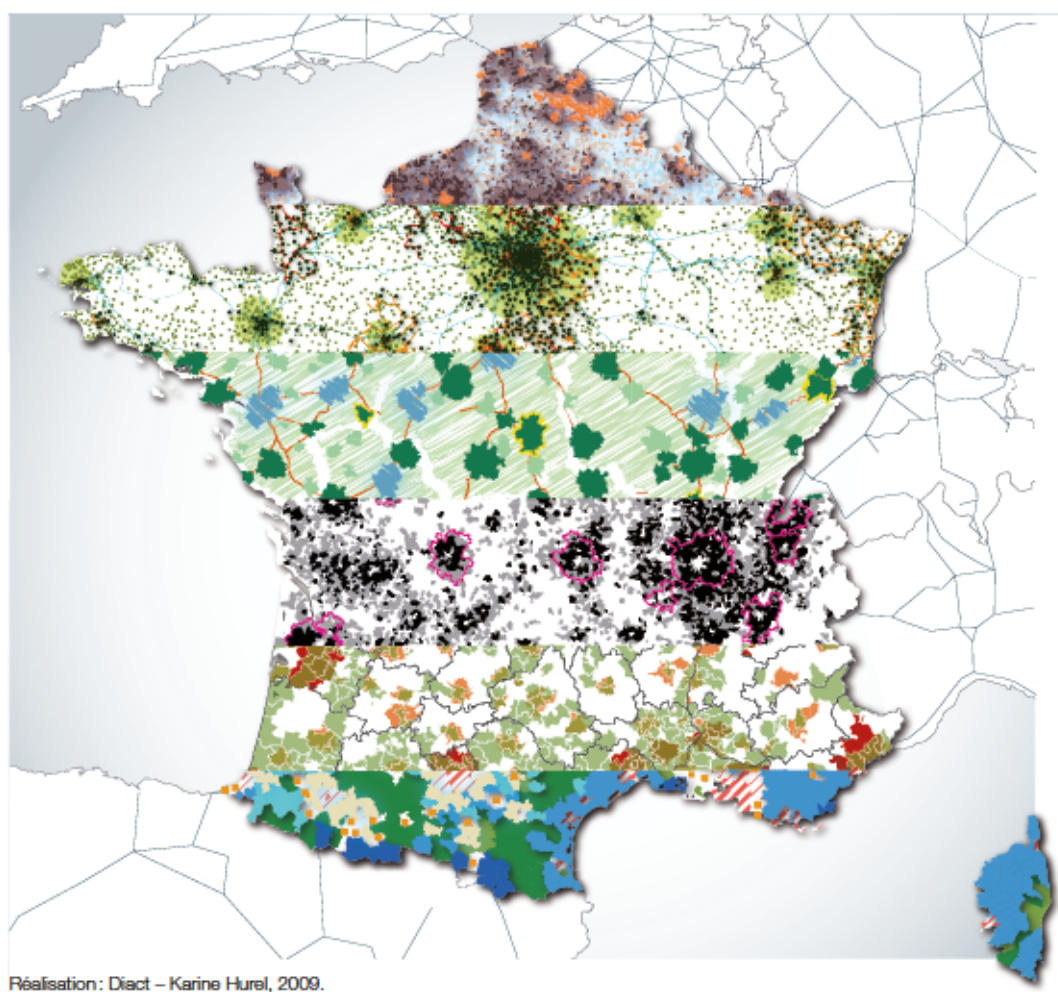 Réalisation : Diact – Karine Hurel, 2009.